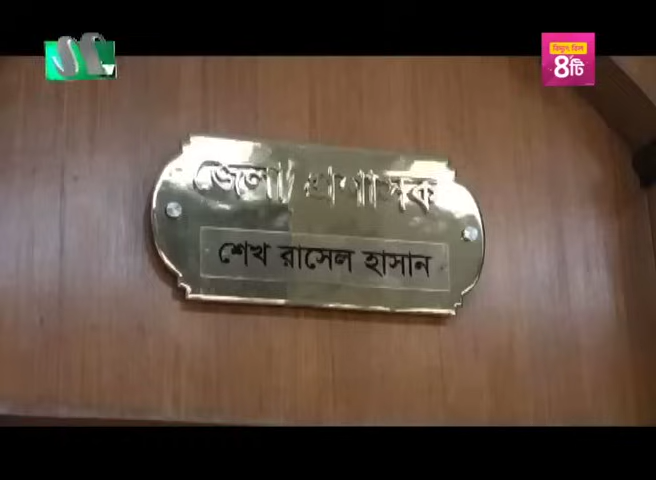 বিদ্যুৎ বিল
৪টি
জেলা প্রশাসক
শেখ রাসেল হাসান